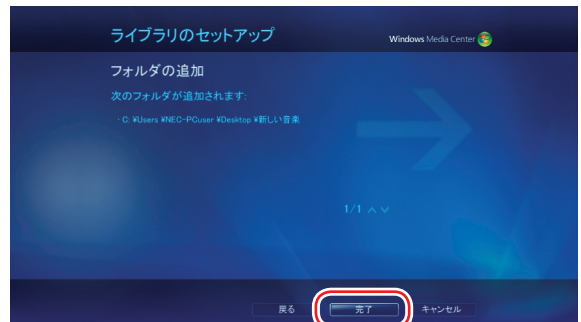 ライブラリのセットアップ
Windows Media Center
フォルダの追加
次のフォルダが追加されます:
・C: ¥Users ¥NEC-PCuser ¥Desktop ¥新しい音楽
1/1
戻る 完了 キャンセル